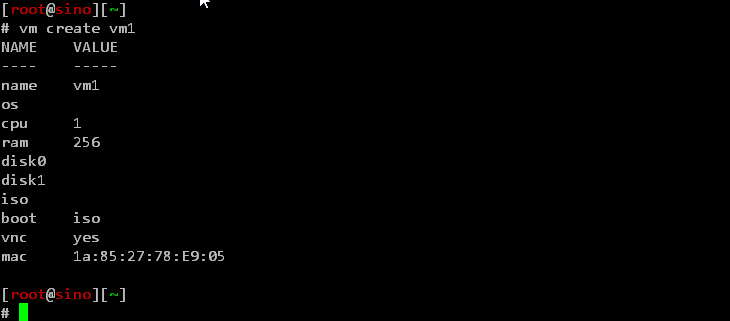 [root@sino][~]
# vm create vm1
NAME    VALUE
----    -----
name    vm1
os
cpu     1
ram     256
disk0
disk1
iso
boot    iso
vnc     yes
mac     1a:85:27:78:E9:05

[root@sino][~]
#